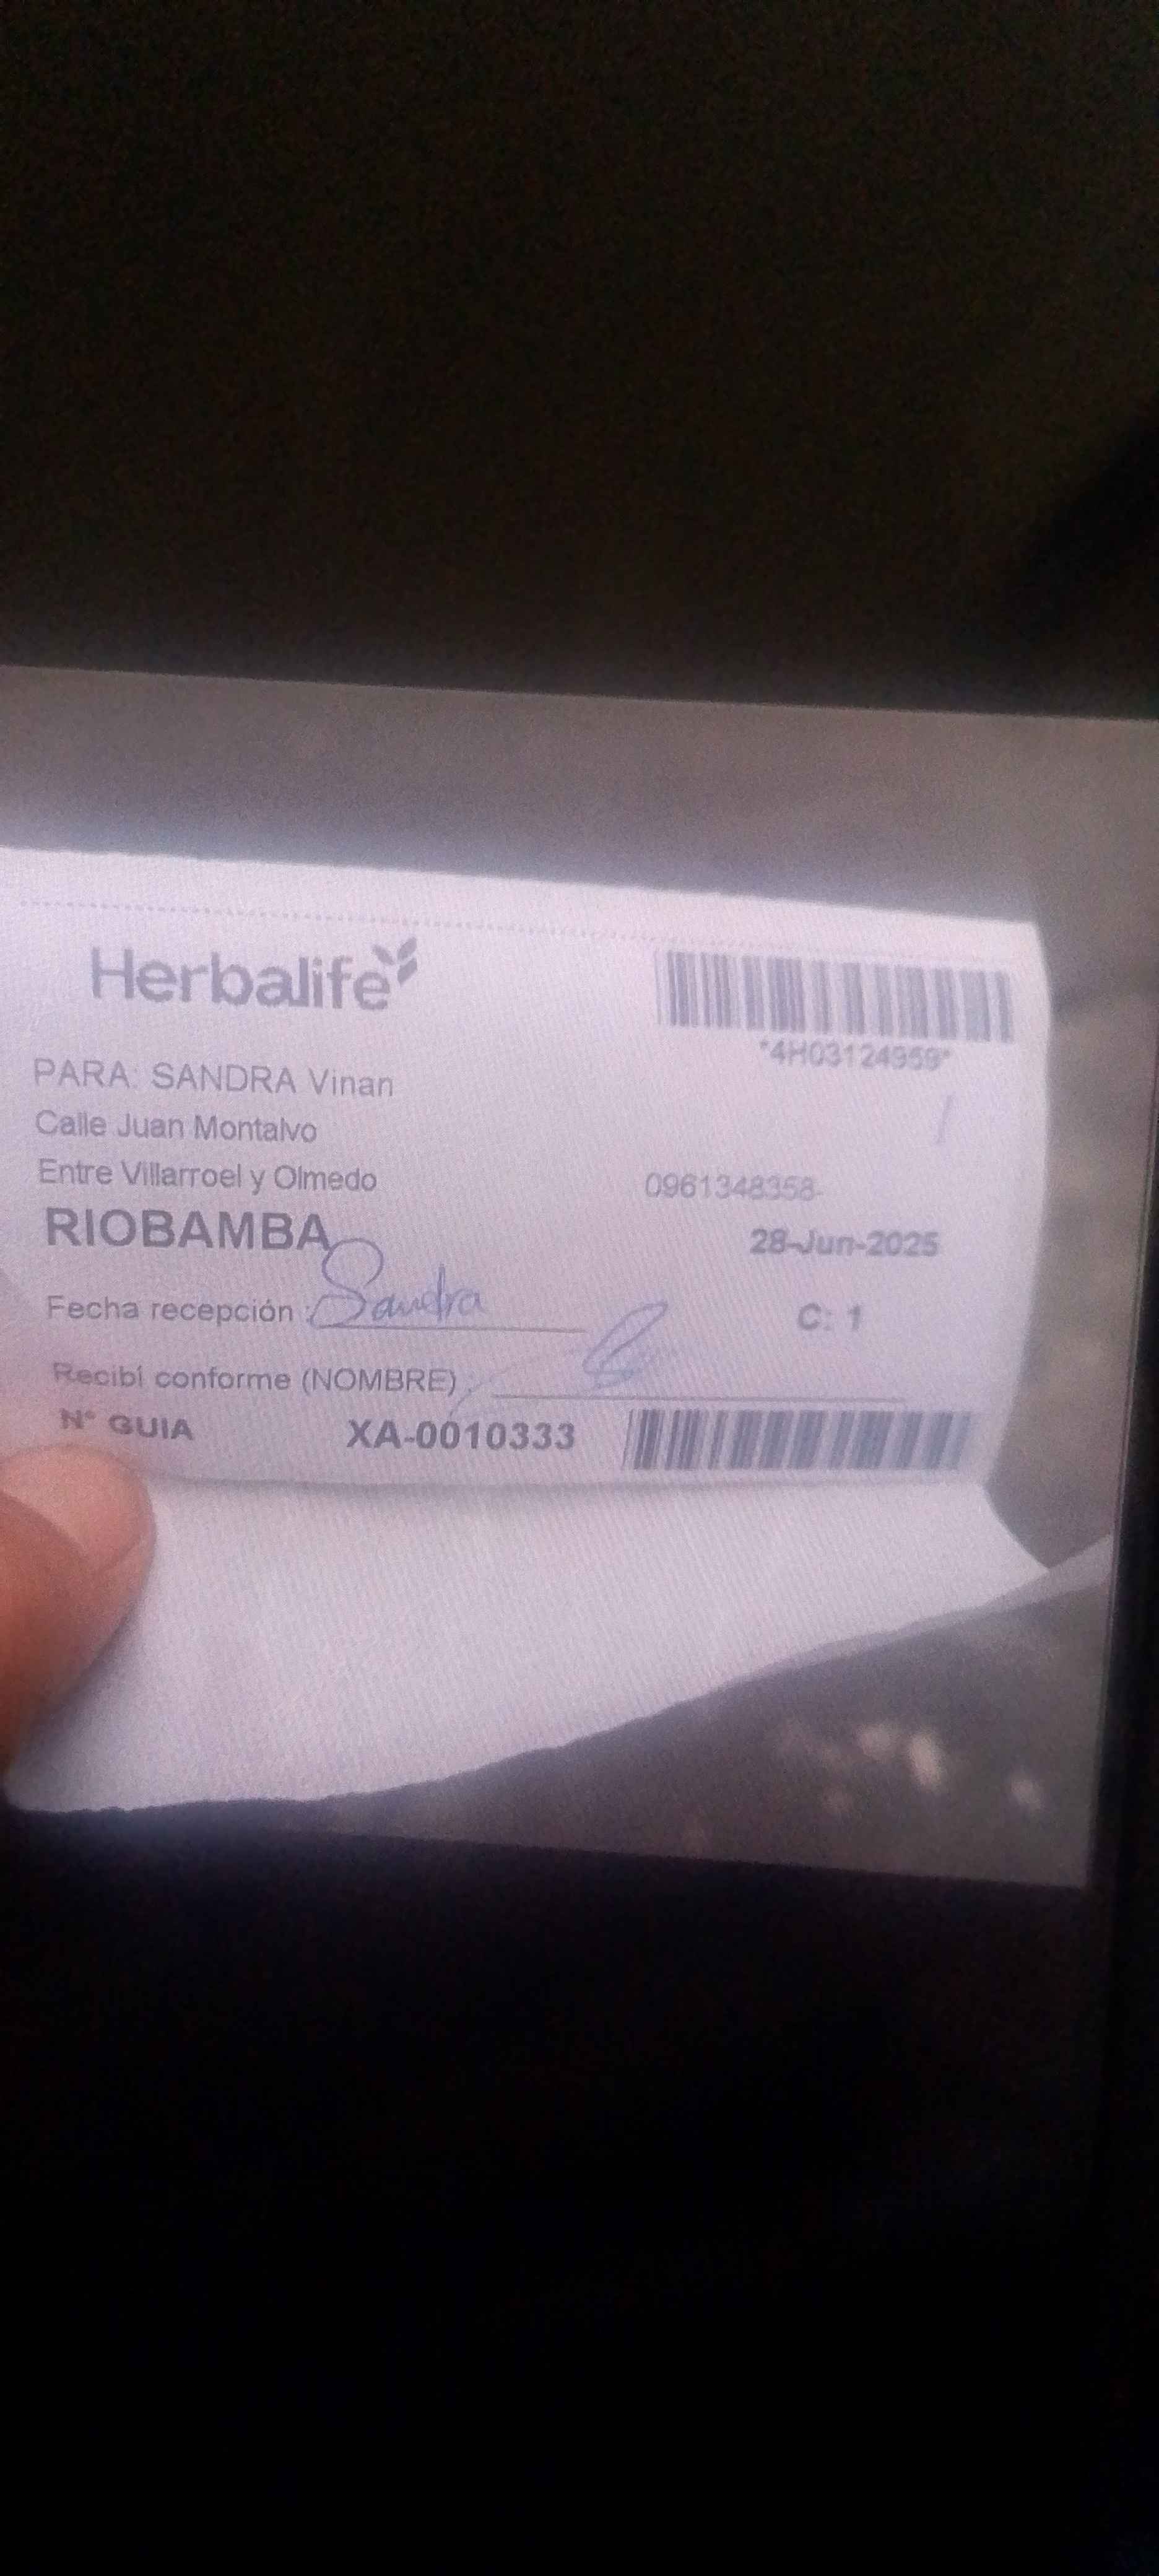 Herbalife
*4H03124959*
PARA: SANDRA Vinan
Calle Juan Montalvo
Entre Villarroel y Olmedo 0961348358
RIOBAMBA 28-Jun-2025
Fecha recepción : Sandra C: 1
Recibí conforme (NOMBRE) :
N° GUIA XA-0010333